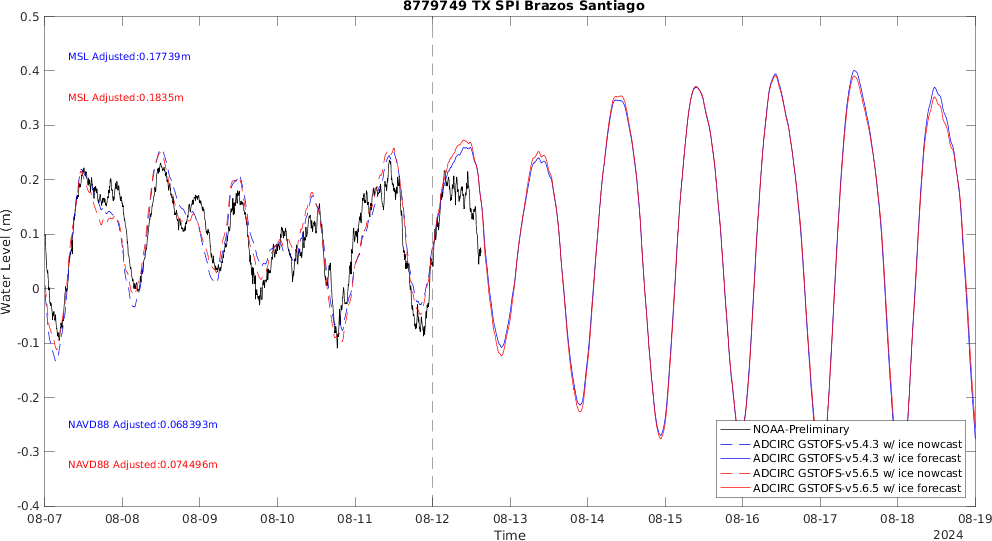 8779749 TX SPI Brazos Santiago
0.5
0.4
0.3
0.2
0.1
0
-0.1
-0.2
-0.3
-0.4
Water Level (m)
MSL Adjusted:0.17739m
MSL Adjusted:0.1835m
NAVD88 Adjusted:0.068393m
NAVD88 Adjusted:0.074496m
NOAA-Preliminary
ADCIRC GSTOFS-v5.4.3 w/ ice nowcast
ADCIRC GSTOFS-v5.4.3 w/ ice forecast
ADCIRC GSTOFS-v5.6.5 w/ ice nowcast
ADCIRC GSTOFS-v5.6.5 w/ ice forecast
08-07 08-08 08-09 08-10 08-11 08-12 08-13 08-14 08-15 08-16 08-17 08-18 08-19
Time
2024